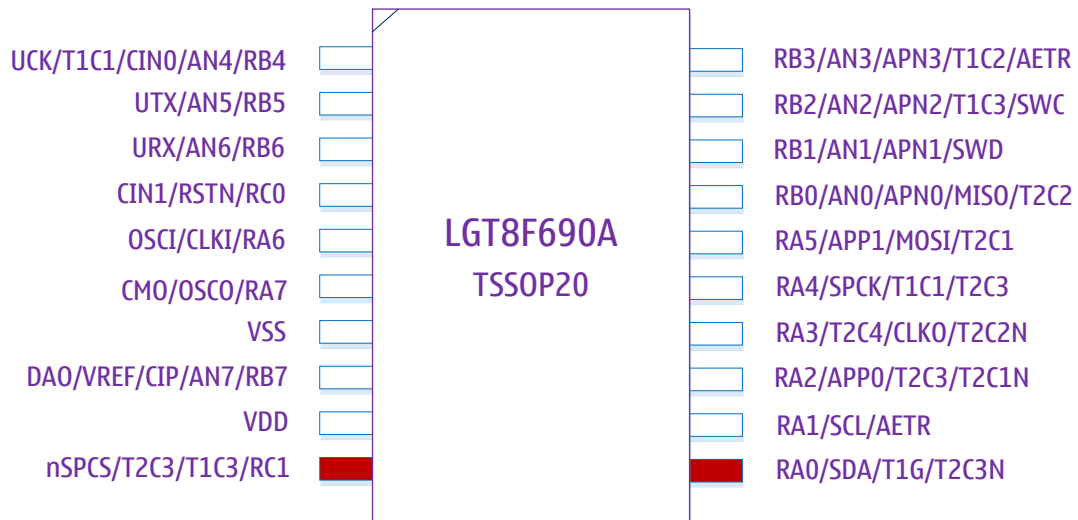 UCK/T1C1/CIN0/AN4/RB4
UTX/AN5/RB5
URX/AN6/RB6
CIN1/RSTN/RC0
OSCI/CLKI/RA6
CMO/OSCO/RA7
VSS
DAO/VREF/CIP/AN7/RB7
VDD
nSPCS/T2C3/T1C3/RC1
LGT8F690A
TSSOP20
RB3/AN3/APN3/T1C2/AETR
RB2/AN2/APN2/T1C3/SWC
RB1/AN1/APN1/SWD
RB0/AN0/APN0/MISO/T2C2
RA5/APP1/MOSI/T2C1
RA4/SPCK/T1C1/T2C3
RA3/T2C4/CLKO/T2C2N
RA2/APP0/T2C3/T2C1N
RA1/SCL/AETR
RA0/SDA/T1G/T2C3N